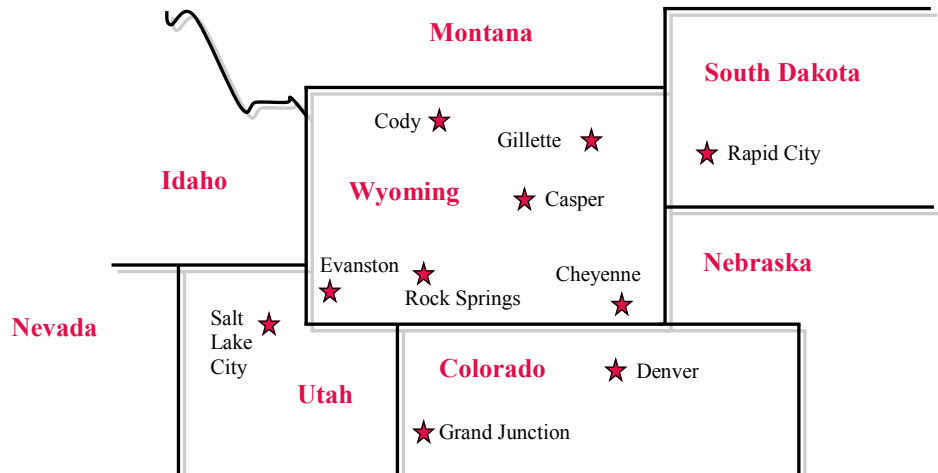 Montana
South Dakota
Cody
Gillette
Rapid City
Idaho
Wyoming
Casper
Evanston
Rock Springs
Cheyenne
Nebraska
Nevada
Salt
Lake
City
Utah
Colorado
Denver
Grand Junction